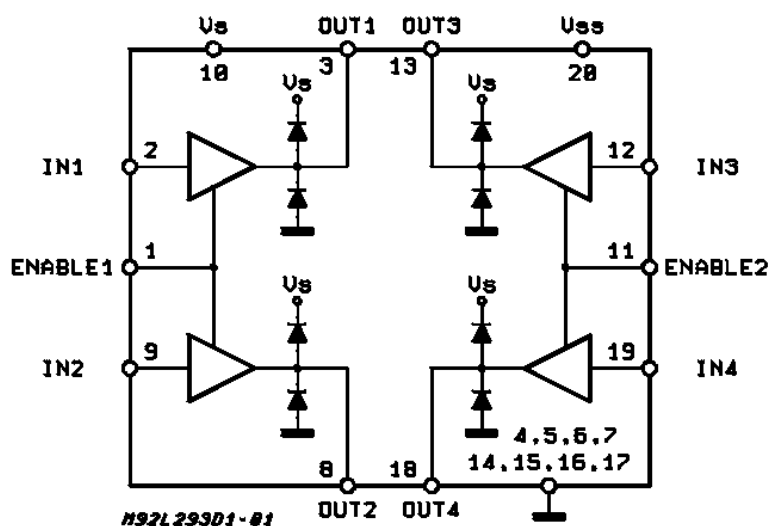 Vs OUT1 OUT3 Vss
10 3 13 20
Vs Vs
IN1 2 12 IN3
ENABLE1 1 11 ENABLE2
Vs Vs
IN2 9 19 IN4
4,5,6,7
8 18 14,15,16,17
OUT2 OUT4
M92L293D1-01